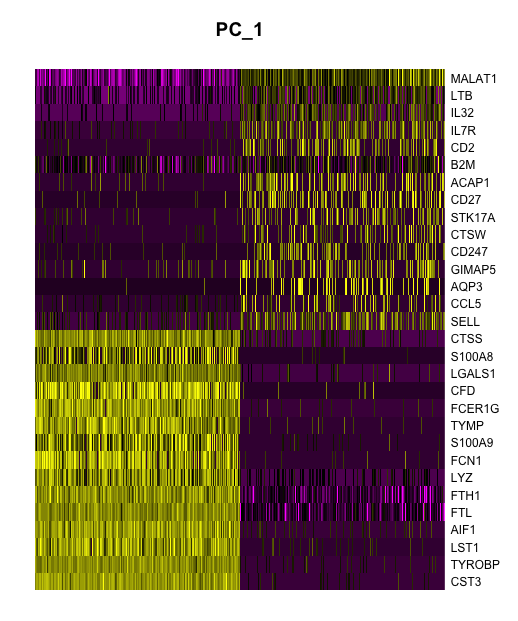 PC_1
MALAT1
LTB
IL32
IL7R
CD2
B2M
ACAP1
CD27
STK17A
CTSW
CD247
GIMAP5
AQP3
CCL5
SELL
CTSS
S100A8
LGALS1
CFD
FCER1G
TYMP
S100A9
FCN1
LYZ
FTH1
FTL
AIF1
LST1
TYROBP
CST3